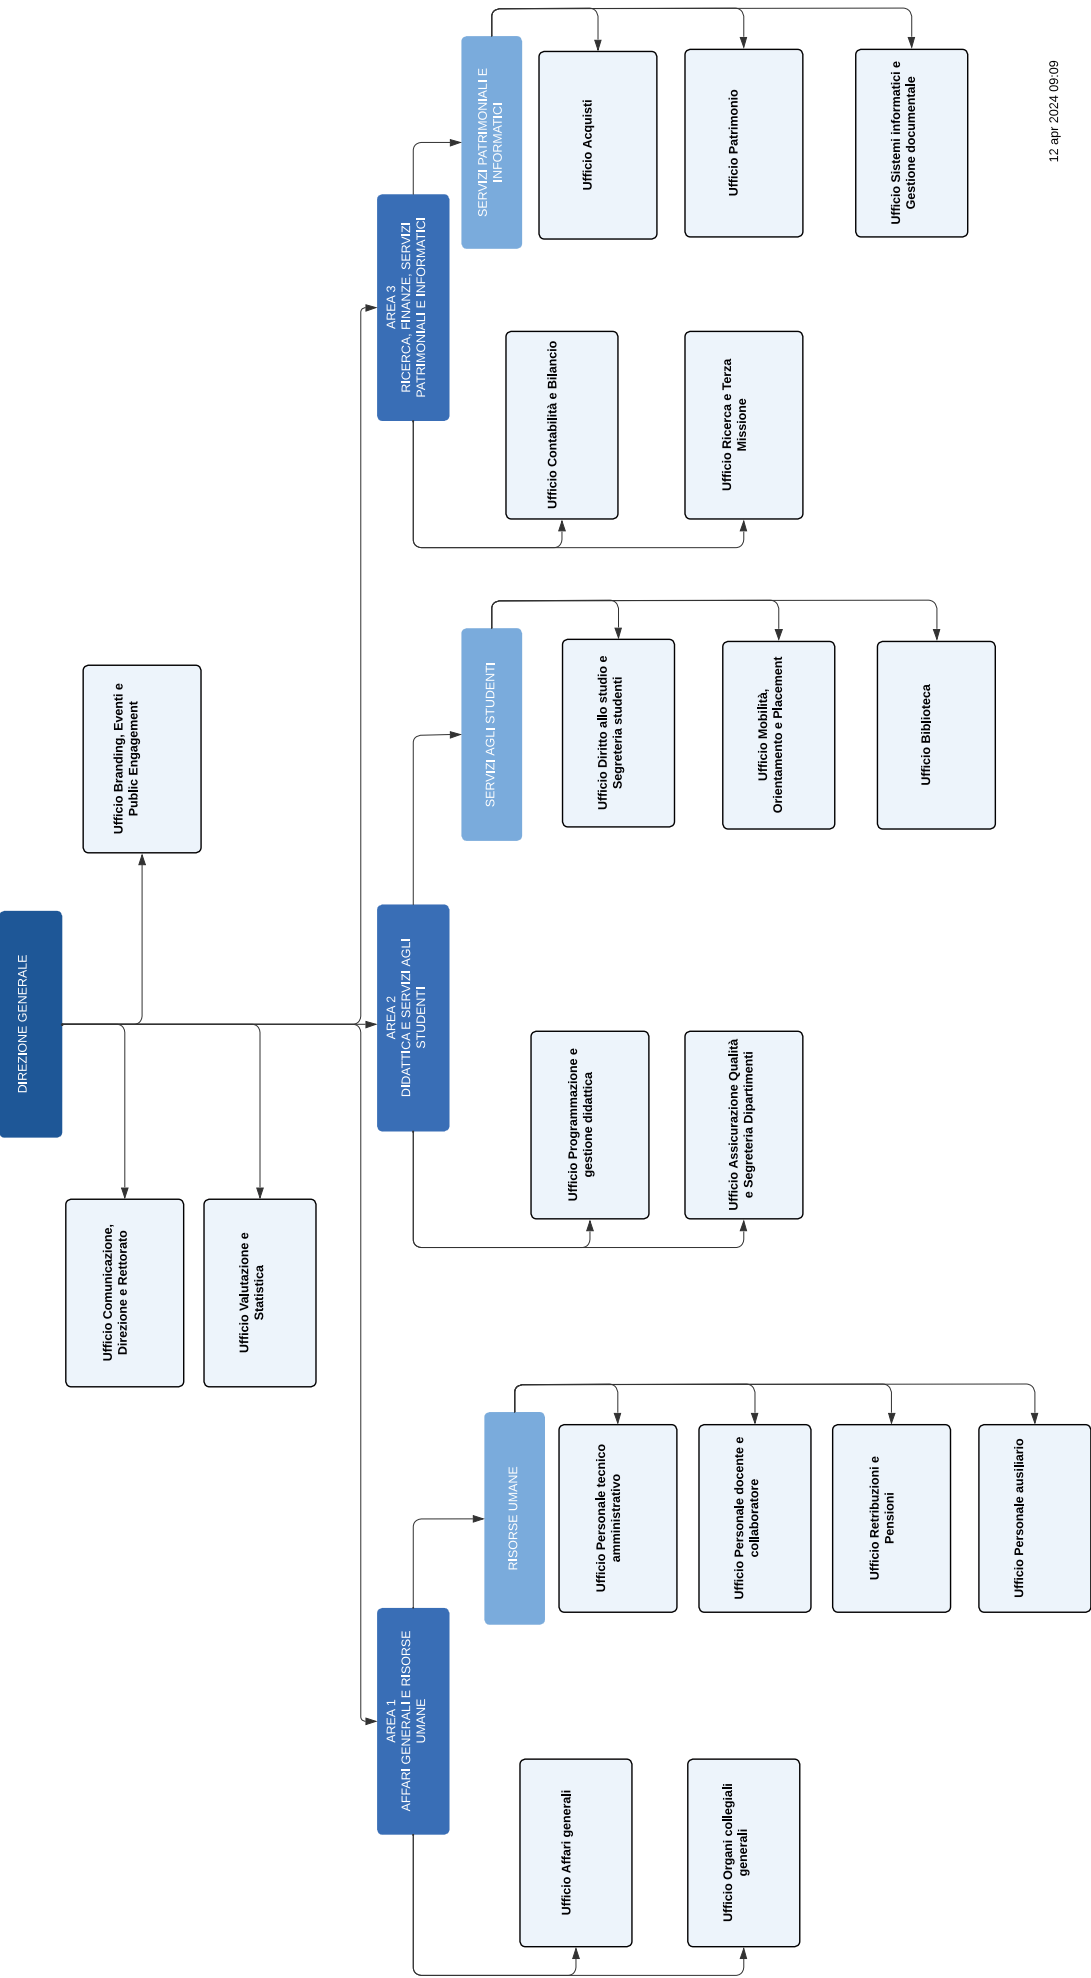 DIREZIONE GENERALE
Ufficio Comunicazione,
Direzione e Rettorato
Ufficio Branding, Eventi e
Public Engagement
Ufficio Valutazione e
Statistica
AREA 1
AFFARI GENERALI E RISORSE
UMANE
Ufficio Affari generali
Ufficio Organi collegiali
generali
RISORSE UMANE
Ufficio Personale tecnico
amministrativo
Ufficio Personale docente e
collaboratore
Ufficio Retribuzioni e
Pensioni
Ufficio Personale ausiliario
AREA 2
DIDATTICA E SERVIZI AGLI
STUDENTI
Ufficio Programmazione e
gestione didattica
Ufficio Assicurazione Qualità
e Segreteria Dipartimenti
SERVIZI AGLI STUDENTI
Ufficio Diritto allo studio e
Segreteria studenti
Ufficio Mobilità,
Orientamento e Placement
Ufficio Biblioteca
AREA 3
RICERCA, FINANZE, SERVIZI
PATRIMONIALI E INFORMATICI
Ufficio Contabilità e Bilancio
Ufficio Ricerca e Terza
Missione
SERVIZI PATRIMONIALI E
INFORMATICI
Ufficio Acquisti
Ufficio Patrimonio
Ufficio Sistemi informatici e
Gestione documentale
12 apr 2024 09:09